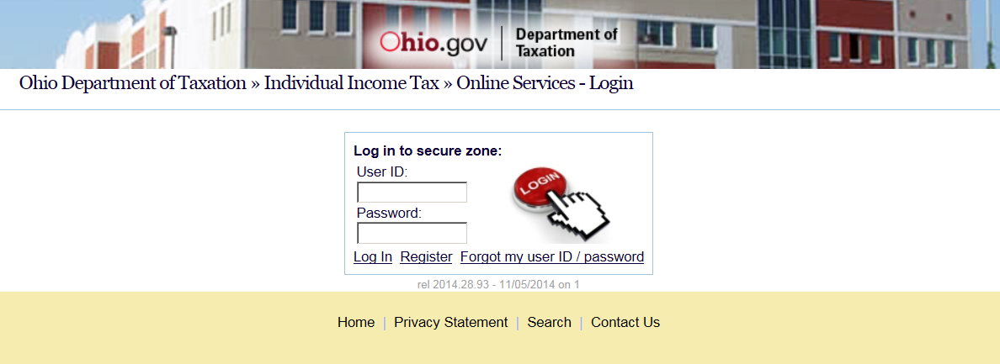 Ohio.gov
Department of
Taxation
Ohio Department of Taxation » Individual Income Tax » Online Services - Login
Log in to secure zone:
User ID:
LOGIN
Password:
Log In Register Forgot my user ID / password
rel 2014.28.93 - 11/05/2014 on 1
Home | Privacy Statement | Search | Contact Us